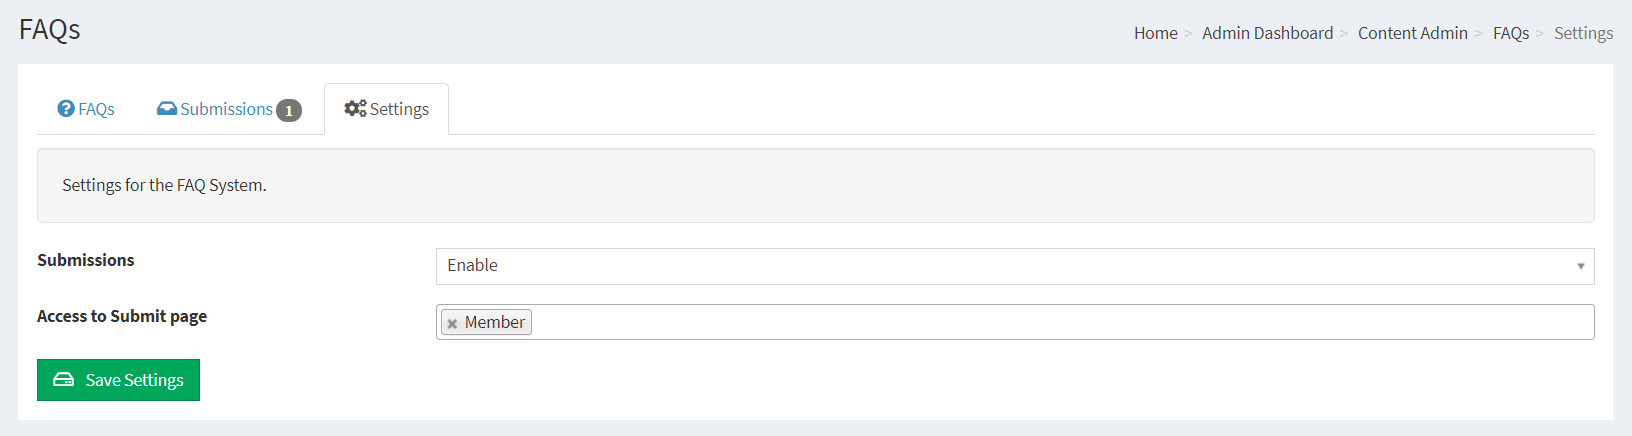 FAQs
Home > Admin Dashboard > Content Admin > FAQs > Settings
FAQs Submissions 1 Settings
Settings for the FAQ System.
Submissions Enable
Access to Submit page × Member
Save Settings